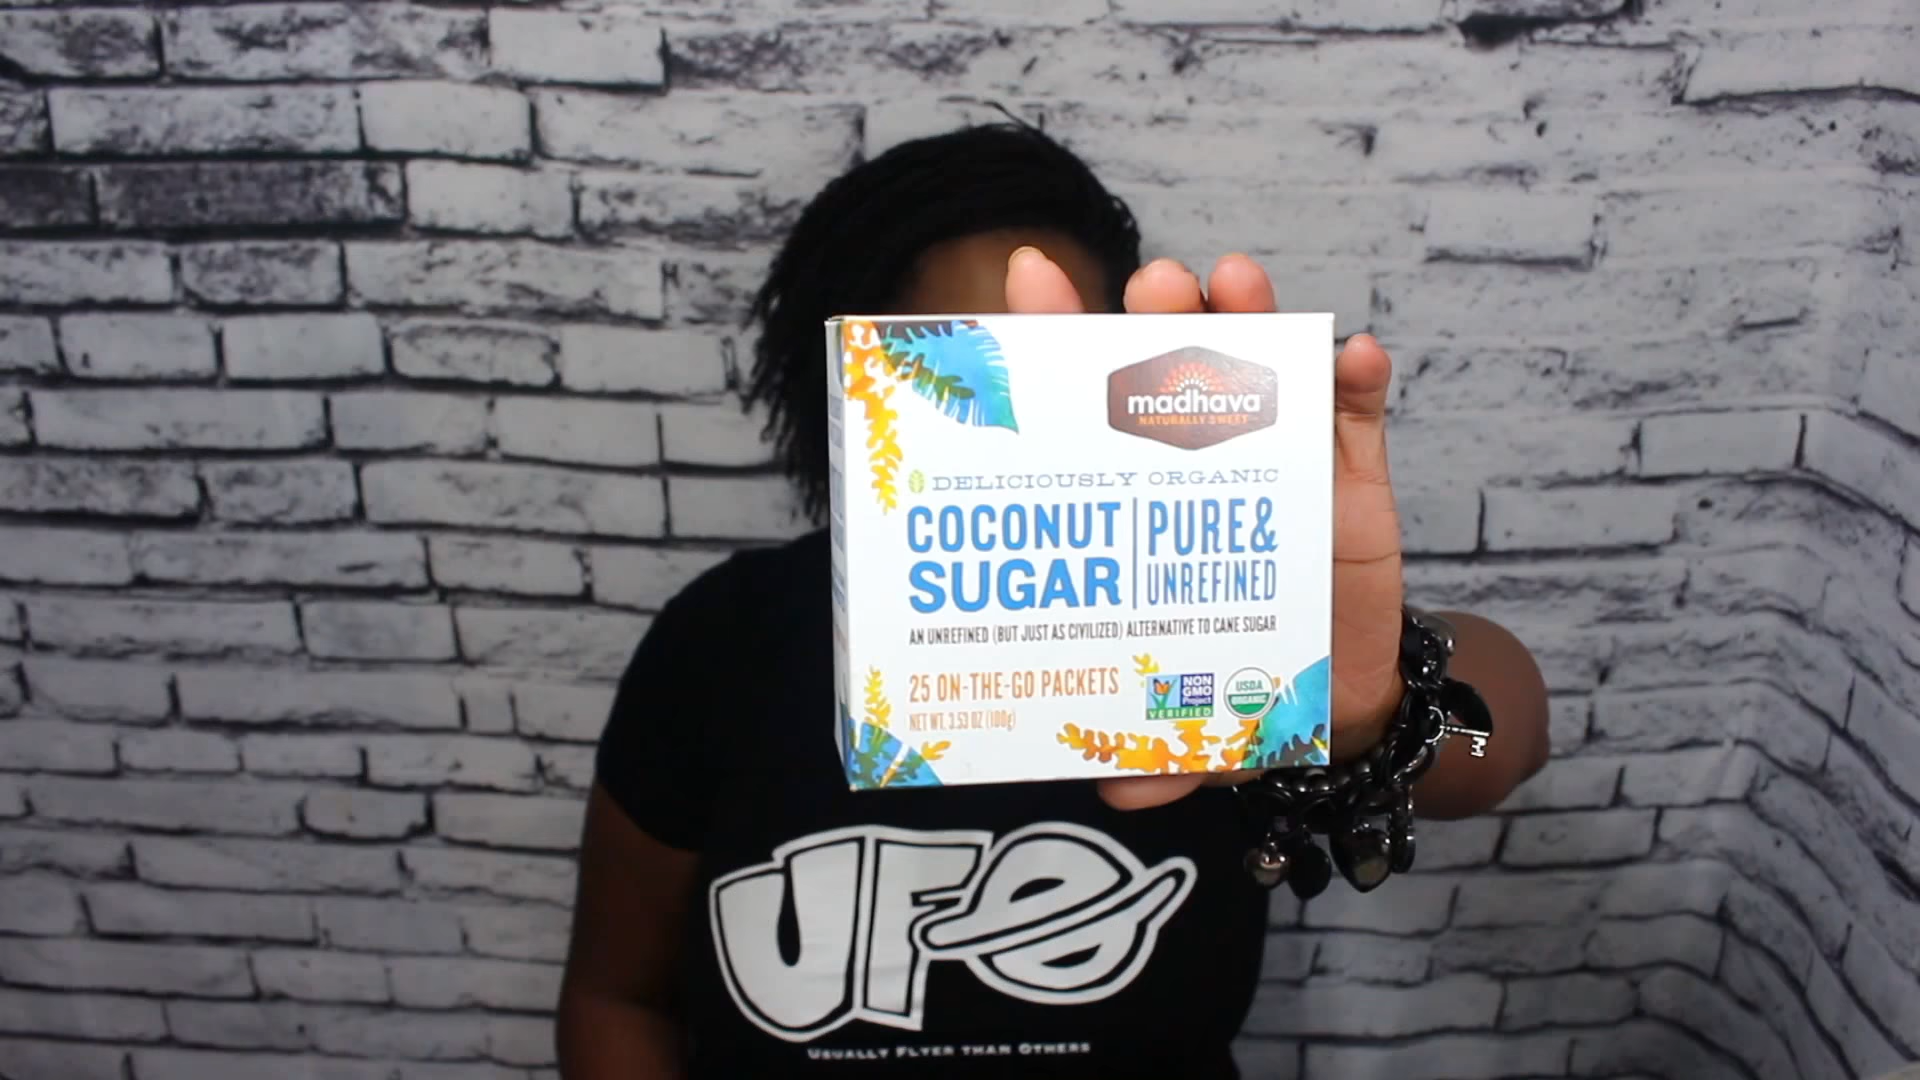 madhava
NATURALLY SWEET
DELICIOUSLY ORGANIC
COCONUT SUGAR
PURE & UNREFINED
AN UNREFINED (BUT JUST AS CIVILIZED) ALTERNATIVE TO CANE SUGAR
25 ON-THE-GO PACKETS
NET WT. 3.53 OZ (100g)
NON
GMO
Project
VERIFIED
USDA
ORGANIC
UFO
USUALLY FLYER THAN OTHERS